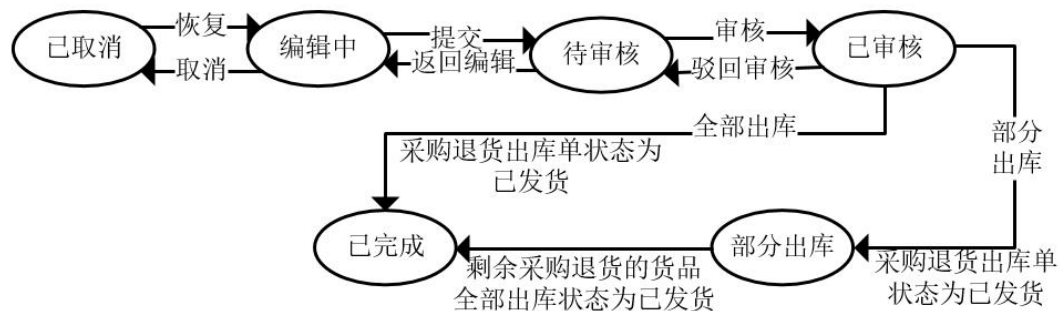 恢复
提交
审核
已取消
编辑中
待审核
已审核
取消
返回编辑
驳回审核
全部出库
部分
出库
采购退货出库单状态为
已发货
已完成
部分出库
剩余采购退货的货品
全部出库状态为已发货
采购退货出库单
状态为已发货